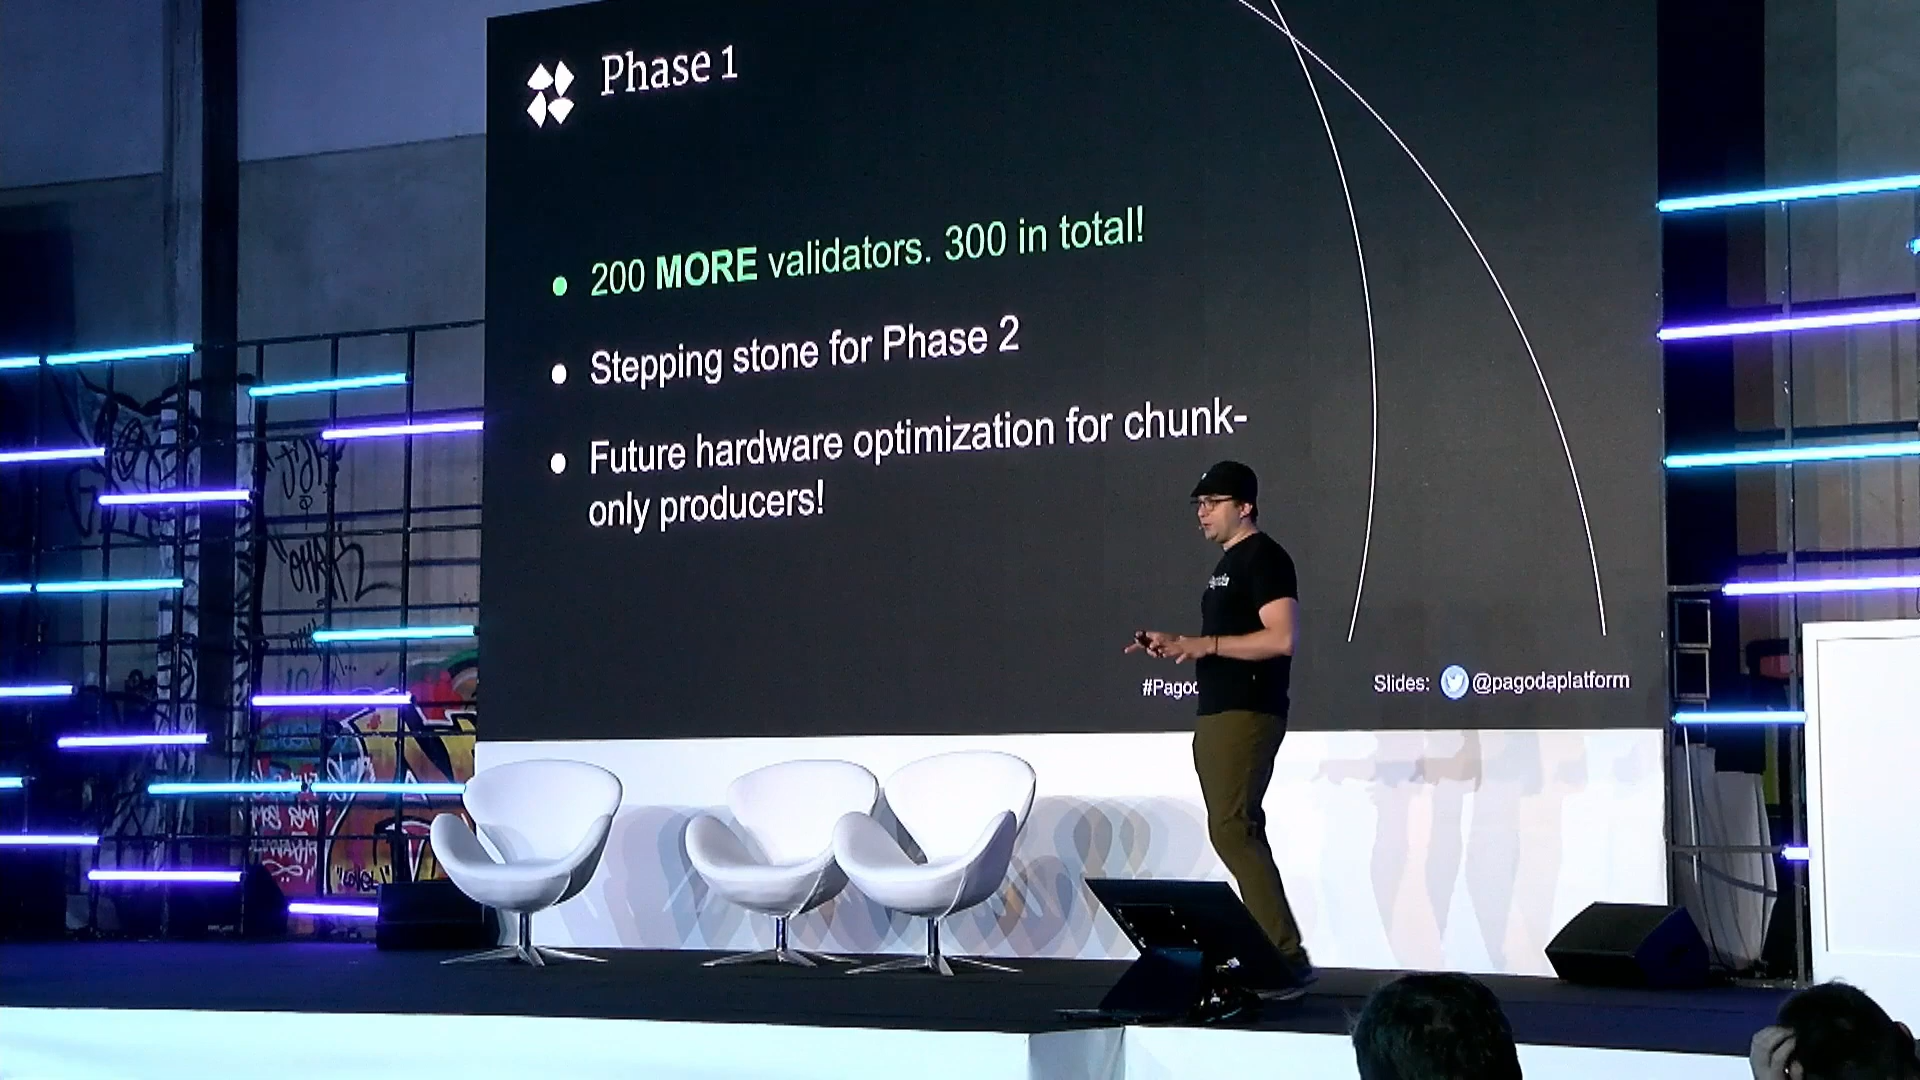 Phase 1
• 200 MORE validators. 300 in total!
• Stepping stone for Phase 2
• Future hardware optimization for chunk-
only producers!
Slides: @pagodaplatform